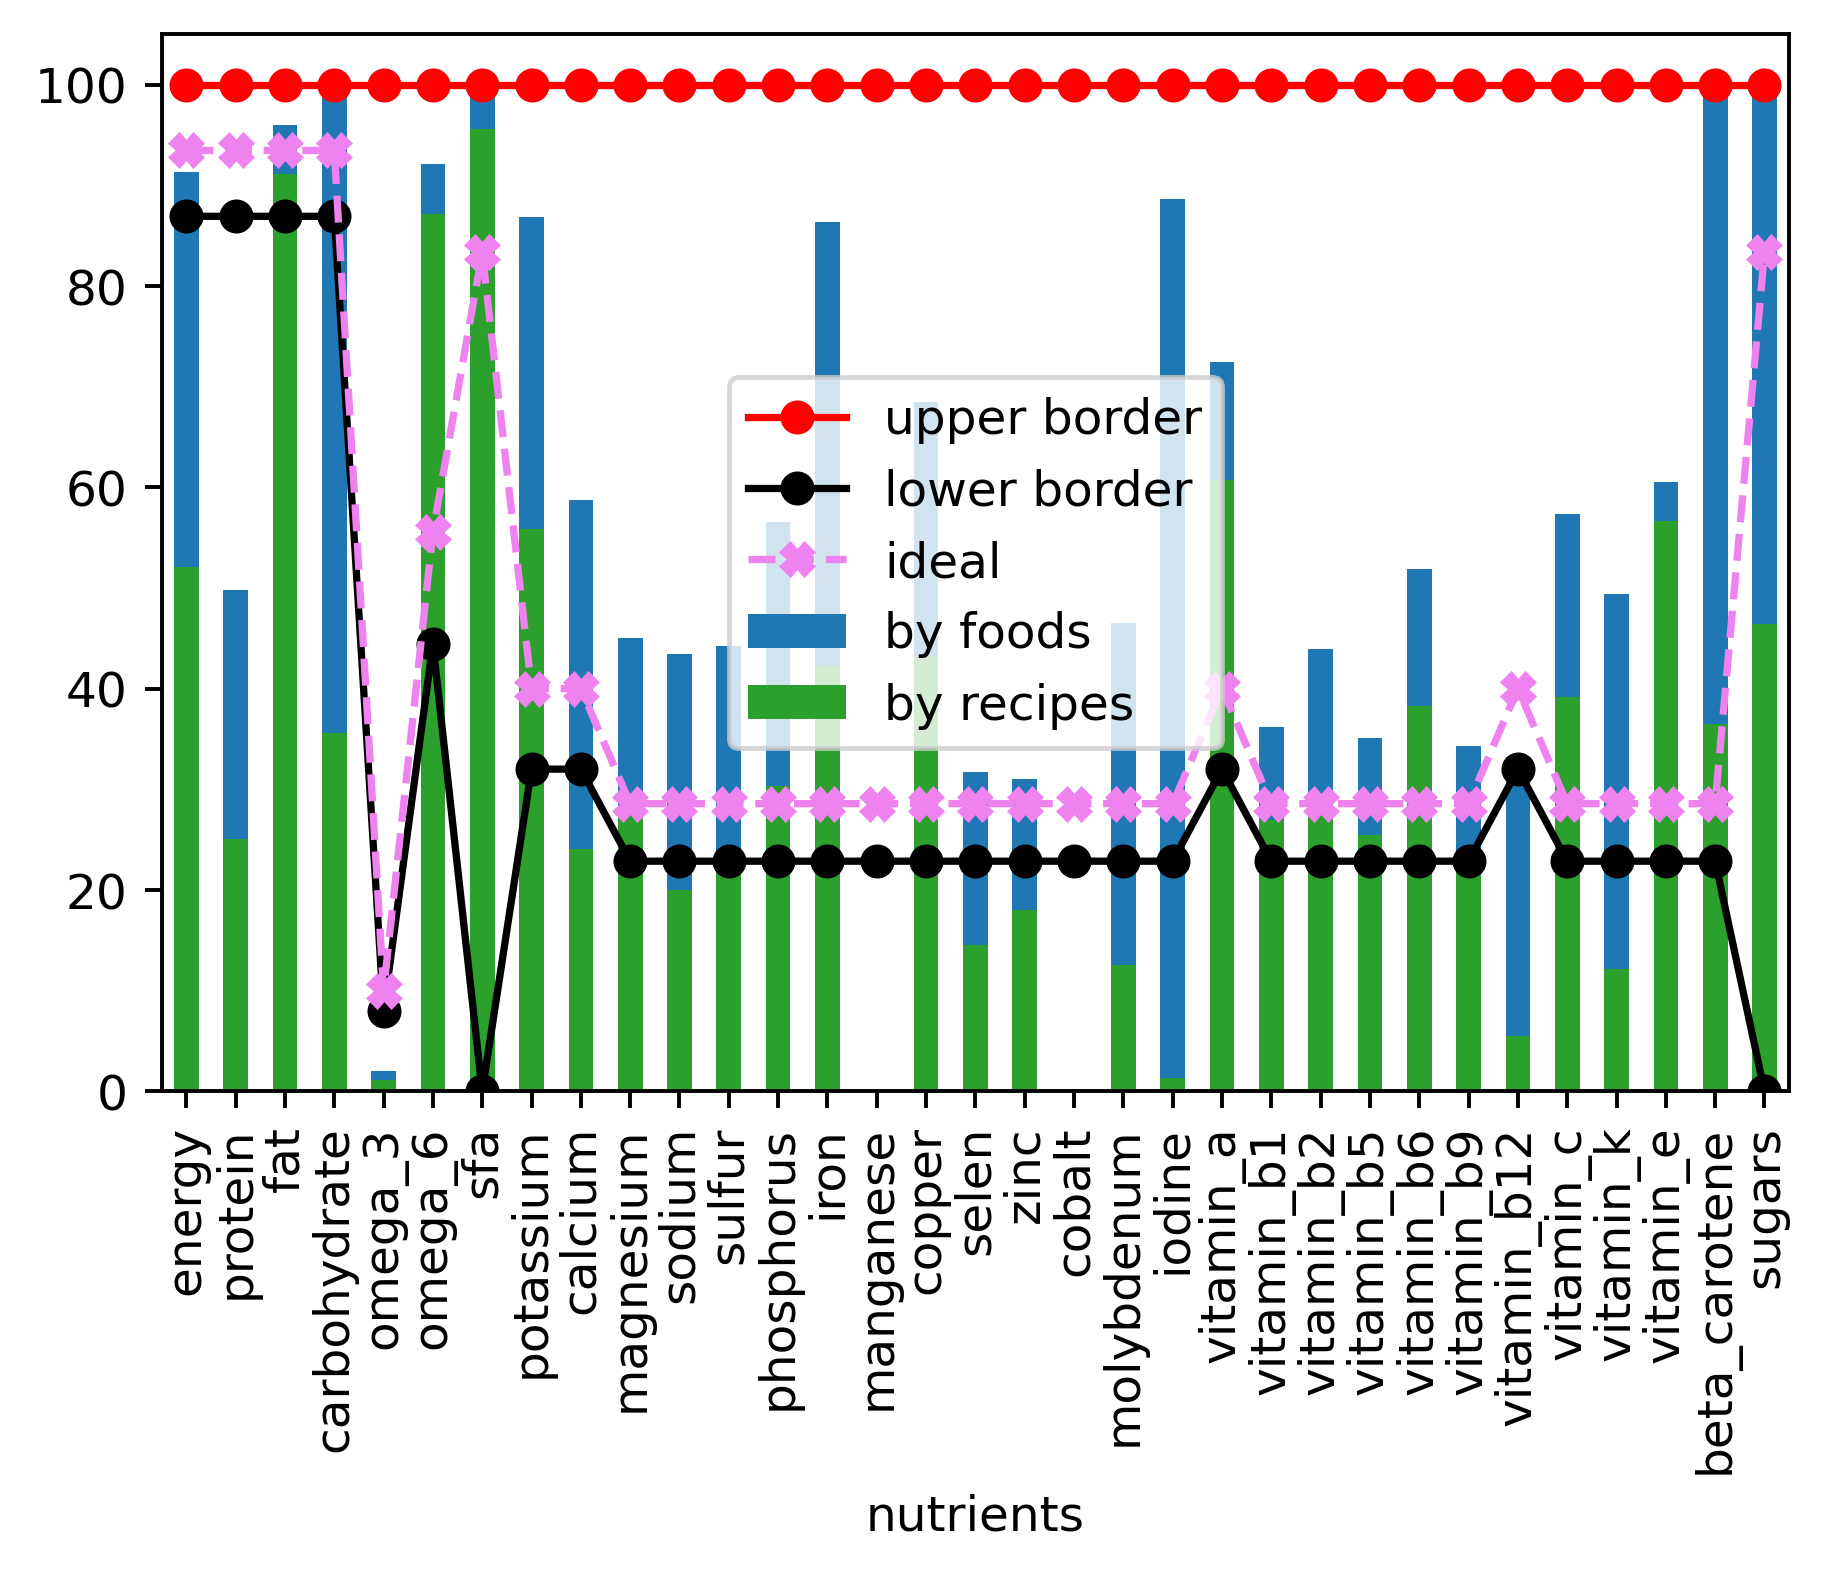 100
80
60
40
20
0
upper border
lower border
ideal
by foods
by recipes
energy
protein
fat
carbohydrate
omega_3
omega_6
sfa
potassium
calcium
magnesium
sodium
sulfur
phosphorus
iron
manganese
copper
selen
zinc
cobalt
molybdenum
iodine
vitamin_a
vitamin_b1
vitamin_b2
vitamin_b5
vitamin_b6
vitamin_b9
vitamin_b12
vitamin_c
vitamin_k
vitamin_e
beta_carotene
sugars
nutrients